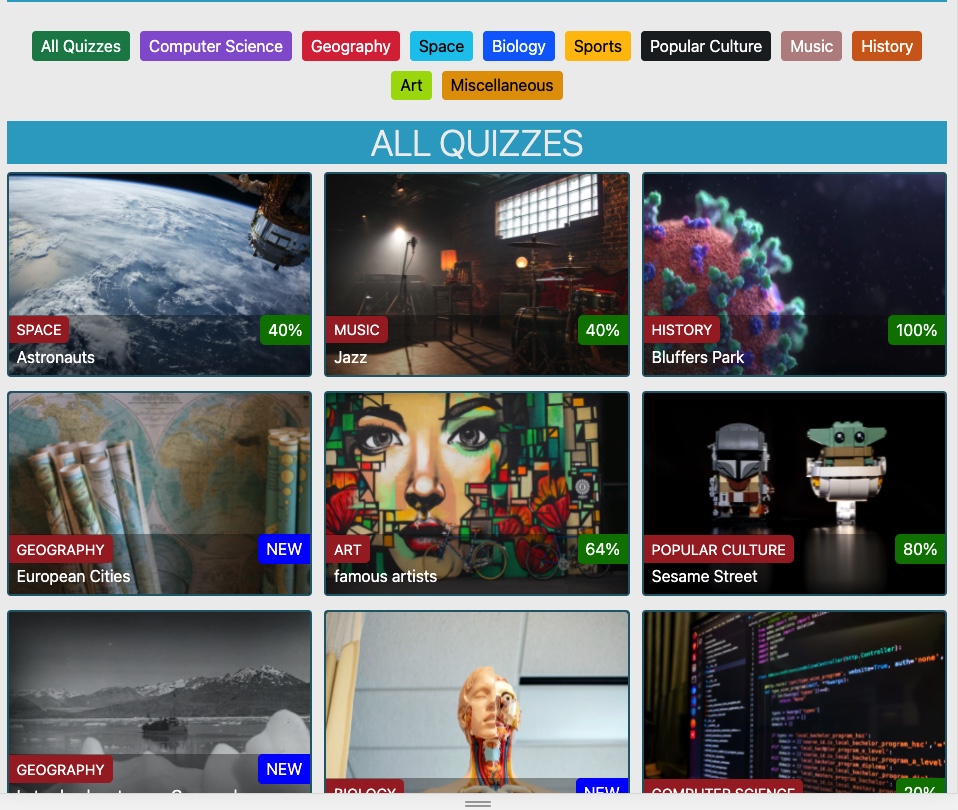 All Quizzes Computer Science Geography Space Biology Sports Popular Culture Music History
Art Miscellaneous
ALL QUIZZES
SPACE 40%
Astronauts
MUSIC 40%
Jazz
HISTORY 100%
Bluffers Park
GEOGRAPHY NEW
European Cities
ART 64%
famous artists
POPULAR CULTURE 80%
Sesame Street
GEOGRAPHY NEW
BIOLOGY NEW
COMPUTER SCIENCE 20%